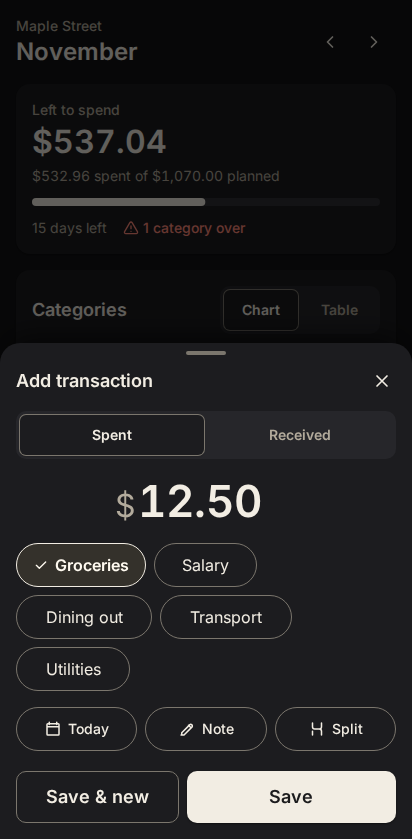 Maple Street
November
Left to spend
$537.04
$532.96 spent of $1,070.00 planned
15 days left 1 category over
Categories Chart Table
Add transaction
Spent Received
$12.50
Groceries Salary
Dining out Transport
Utilities
Today Note Split
Save & new Save